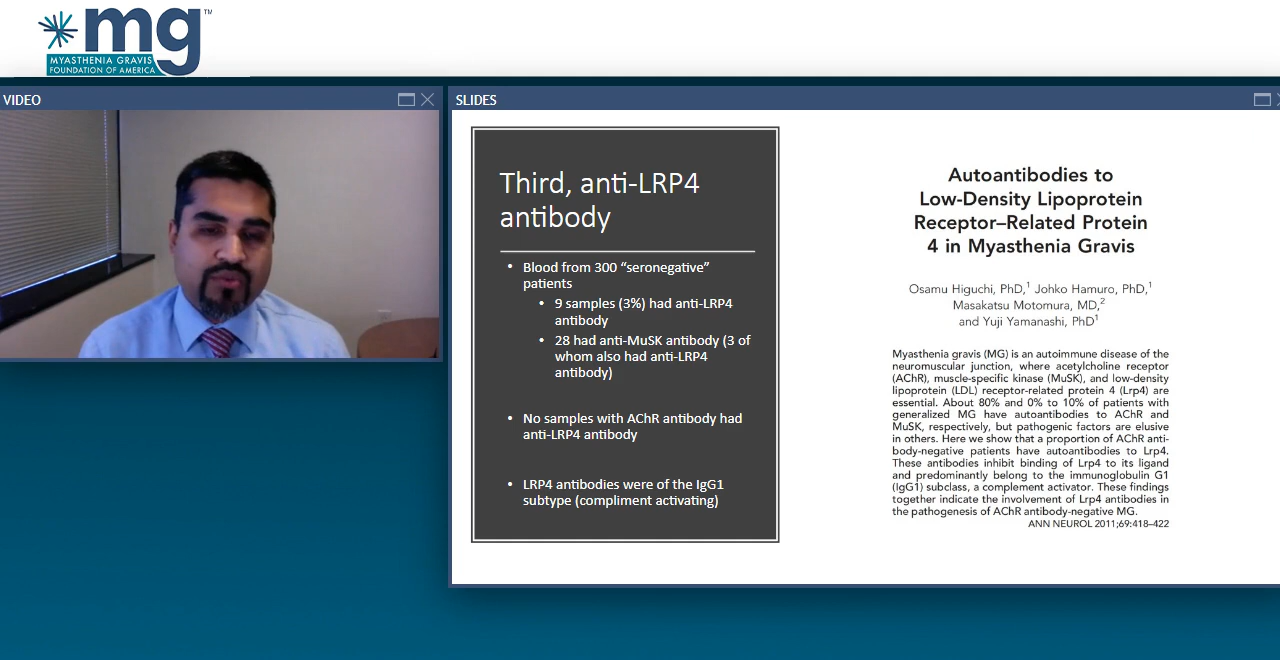 mg™
MYASTHENIA GRAVIS
FOUNDATION OF AMERICA
VIDEO
SLIDES
Third, anti-LRP4
antibody
• Blood from 300 “seronegative”
patients
• 9 samples (3%) had anti-LRP4
antibody
• 28 had anti-MuSK antibody (3 of
whom also had anti-LRP4
antibody)
• No samples with AChR antibody had
anti-LRP4 antibody
• LRP4 antibodies were of the IgG1
subtype (compliment activating)
Autoantibodies to
Low-Density Lipoprotein
Receptor–Related Protein
4 in Myasthenia Gravis
Osamu Higuchi, PhD,¹ Johko Hamuro, PhD,¹
Masakatsu Motomura, MD,²
and Yuji Yamanashi, PhD¹
Myasthenia gravis (MG) is an autoimmune disease of the
neuromuscular junction, where acetylcholine receptor
(AChR), muscle-specific kinase (MuSK), and low-density
lipoprotein (LDL) receptor-related protein 4 (Lrp4) are
essential. About 80% and 0% to 10% of patients with
generalized MG have autoantibodies to AChR and
MuSK, respectively, but pathogenic factors are elusive
in others. Here we show that a proportion of AChR anti-
body-negative patients have autoantibodies to Lrp4.
These antibodies inhibit binding of Lrp4 to its ligand
and predominantly belong to the immunoglobulin G1
(IgG1) subclass, a complement activator. These findings
together indicate the involvement of Lrp4 antibodies in
the pathogenesis of AChR antibody-negative MG.
ANN NEUROL 2011;69:418–422